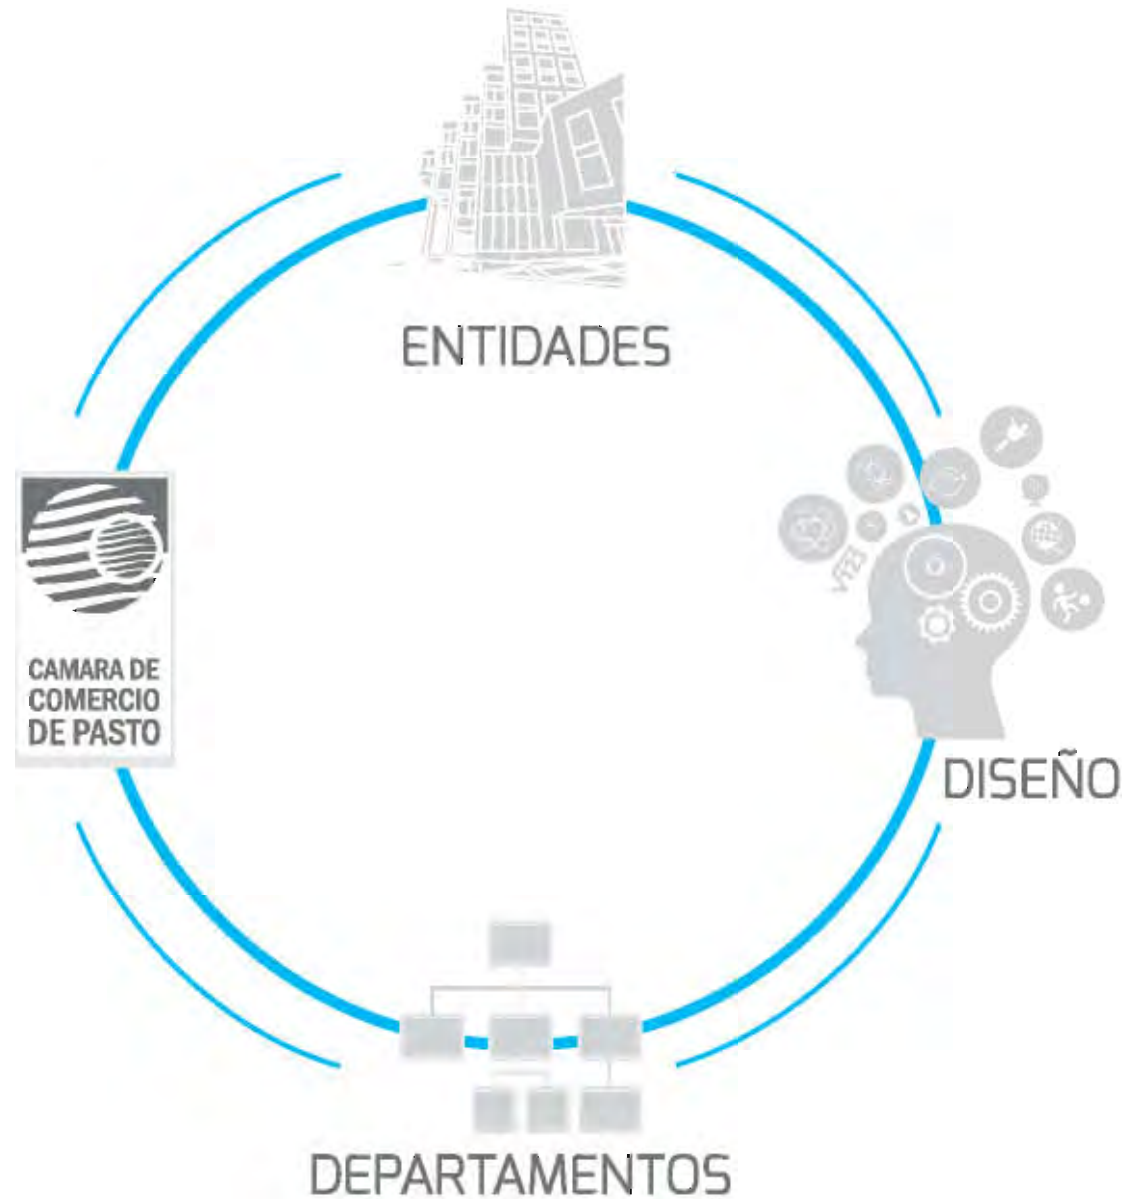 ENTIDADES
CAMARA DE
COMERCIO
DE PASTO
DISEÑO
DEPARTAMENTOS